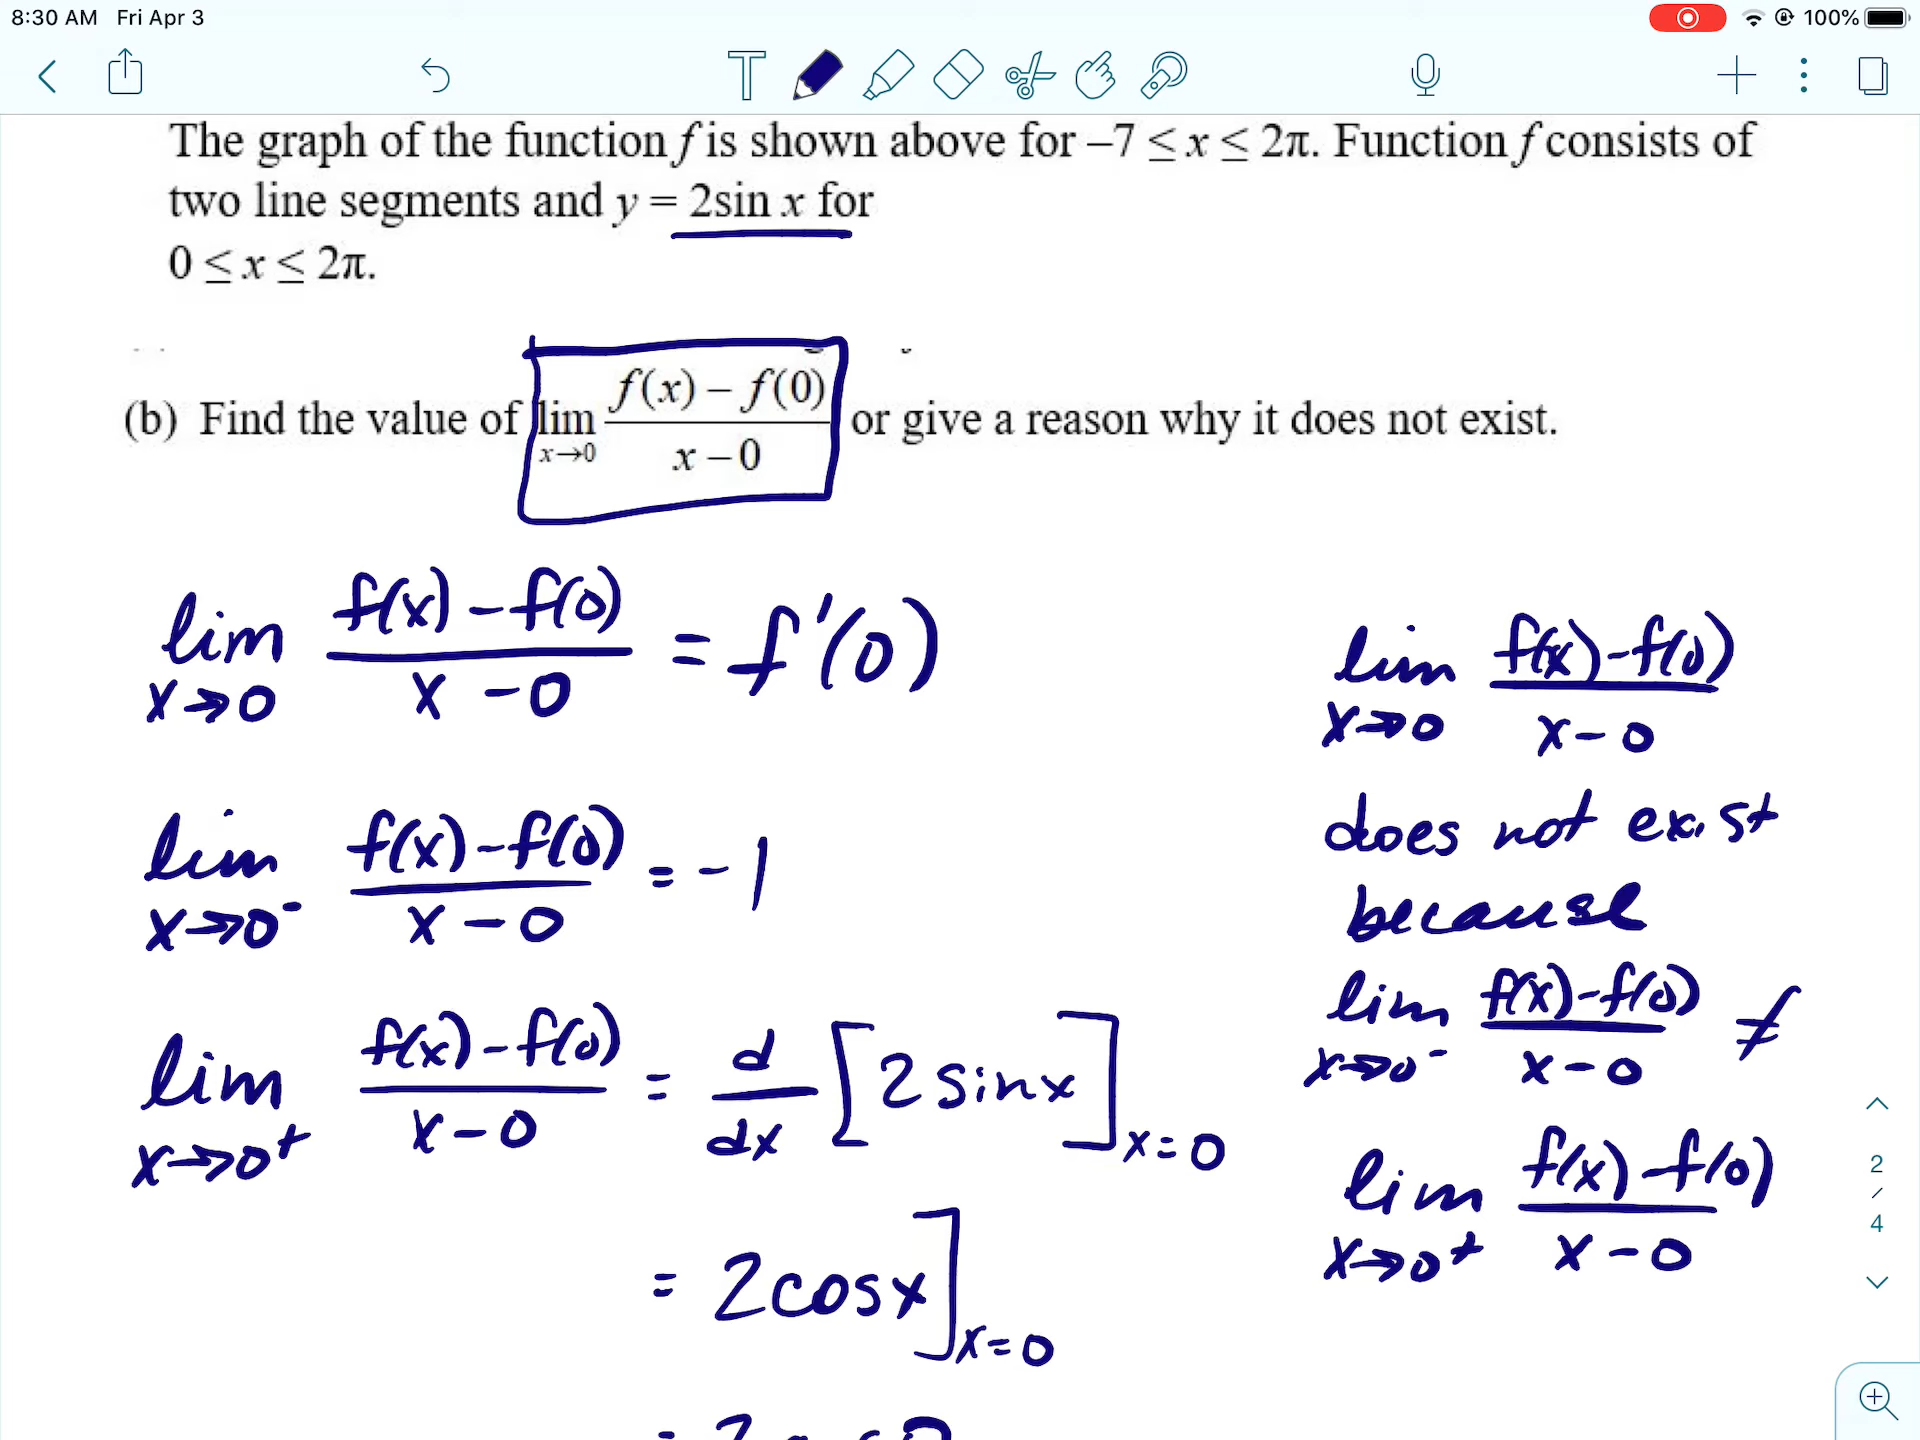 8:30 AM Fri Apr 3 100%
T
The graph of the function f is shown above for –7 ≤ x ≤ 2π. Function f consists of
two line segments and y = 2sin x for
0 ≤ x ≤ 2π.
(b) Find the value of lim x→0 (f(x) – f(0))/(x – 0) or give a reason why it does not exist.
lim x→0 (f(x) – f(0))/(x – 0) = f'(0)
lim x→0⁻ (f(x) – f(0))/(x – 0) = –1
lim x→0⁺ (f(x) – f(0))/(x – 0) = d/dx [2 sin x] x=0
= 2cosx] x=0
lim x→0 (f(x) – f(0))/(x – 0)
does not exist
because
lim x→0⁻ (f(x) – f(0))/(x – 0) ≠
lim x→0⁺ (f(x) – f(0))/(x – 0)
2
/
4